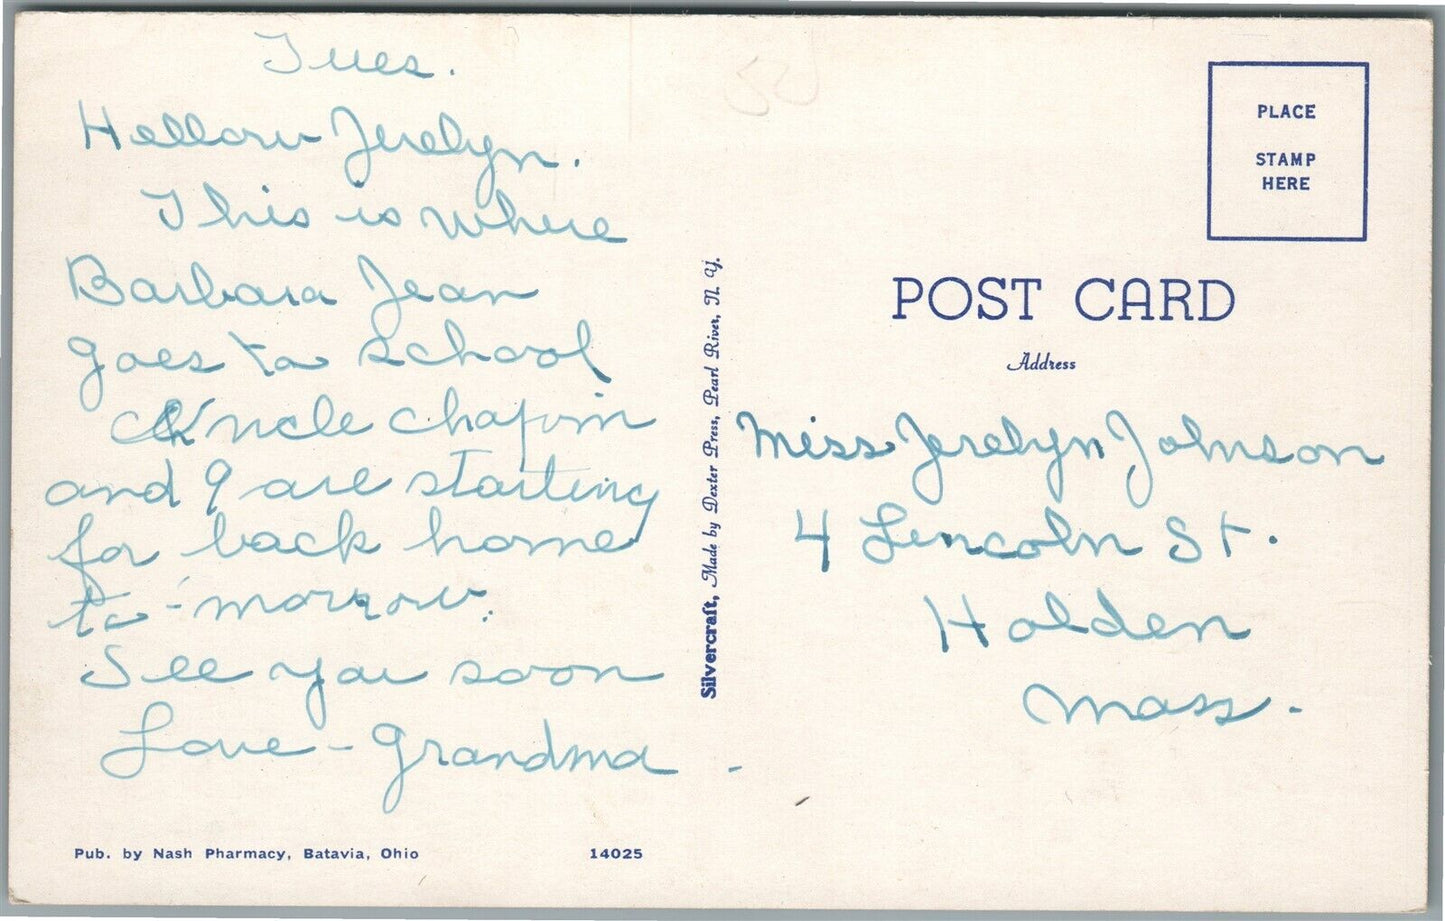 Tues.
Hellow Jerelyn.
This is where
Barbara Jean
goes to school
Uncle Chapin
and I are starting
for back home
to-morrow.
See you soon
Love - Grandma -
Pub. by Nash Pharmacy, Batavia, Ohio
14025
Silvercraft, Made by Dexter Press, Pearl River, N. Y.
PLACE
STAMP
HERE
POST CARD
Address
Miss Jerelyn Johnson
4 Lincoln St.
Holden
Mass.